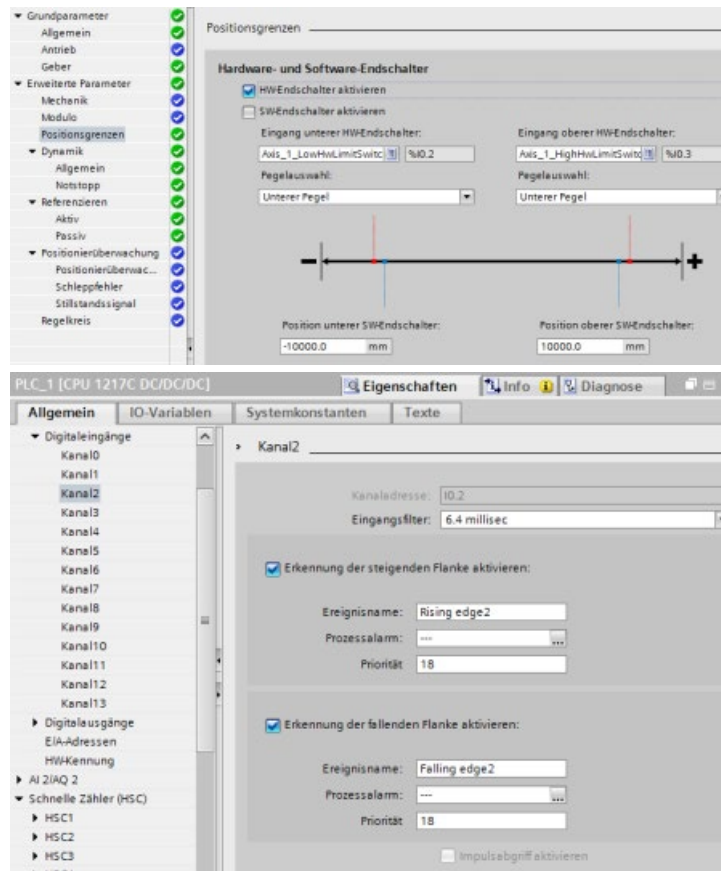 Grundparameter
Allgemein
Antrieb
Geber
Erweiterte Parameter
Mechanik
Modulo
Positionsgrenzen
Dynamik
Allgemein
Notstopp
Referenzieren
Aktiv
Passiv
Positionierüberwachung
Positionierüberwac...
Schleppfehler
Stillstandssignal
Regelkreis
Positionsgrenzen
Hardware- und Software-Endschalter
HW-Endschalter aktivieren
SW-Endschalter aktivieren
Eingang unterer HW-Endschalter:
Eingang oberer HW-Endschalter:
Axis_1_LowHwLimitSwitc %I0.2
Axis_1_HighHwLimitSwitc %I0.3
Pegelauswahl:
Pegelauswahl:
Unterer Pegel
Unterer Pegel
Position unterer SW-Endschalter:
Position oberer SW-Endschalter:
-10000.0 mm
10000.0 mm
PLC_1 [CPU 1217C DC/DC/DC]
Eigenschaften
Info
Diagnose
Allgemein
IO-Variablen
Systemkonstanten
Texte
Digitaleingänge
Kanal0
Kanal1
Kanal2
Kanal3
Kanal4
Kanal5
Kanal6
Kanal7
Kanal8
Kanal9
Kanal10
Kanal11
Kanal12
Kanal13
Digitalausgänge
E/A-Adressen
HW-Kennung
AI 2/AQ 2
Schnelle Zähler (HSC)
HSC1
HSC2
HSC3
Kanal2
Kanaladresse: I0.2
Eingangsfilter: 6.4 millisec
Erkennung der steigenden Flanke aktivieren:
Ereignisname: Rising edge2
Prozessalarm: --- ...
Priorität 18
Erkennung der fallenden Flanke aktivieren:
Ereignisname: Falling edge2
Prozessalarm: --- ...
Priorität 18
Impulsabgriff aktivieren